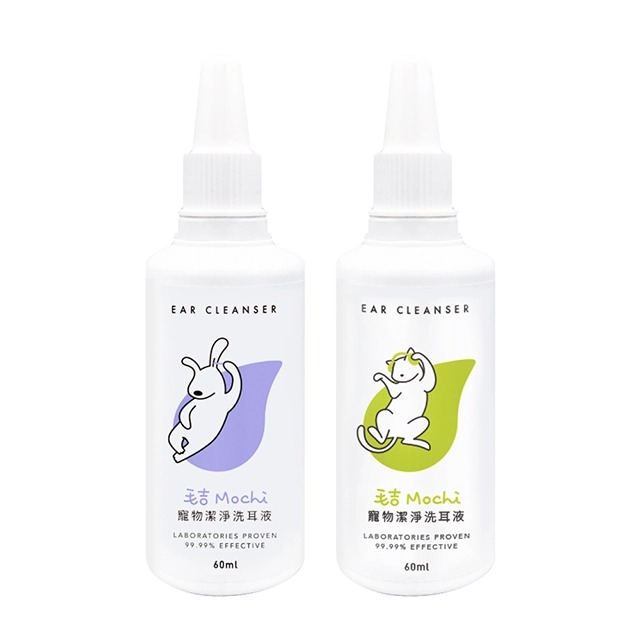 EAR CLEANSER
毛吉 Mochi
寵物潔淨洗耳液
LABORATORIES PROVEN
99.99% EFFECTIVE
60ml
EAR CLEANSER
毛吉 Mochi
寵物潔淨洗耳液
LABORATORIES PROVEN
99.99% EFFECTIVE
60ml